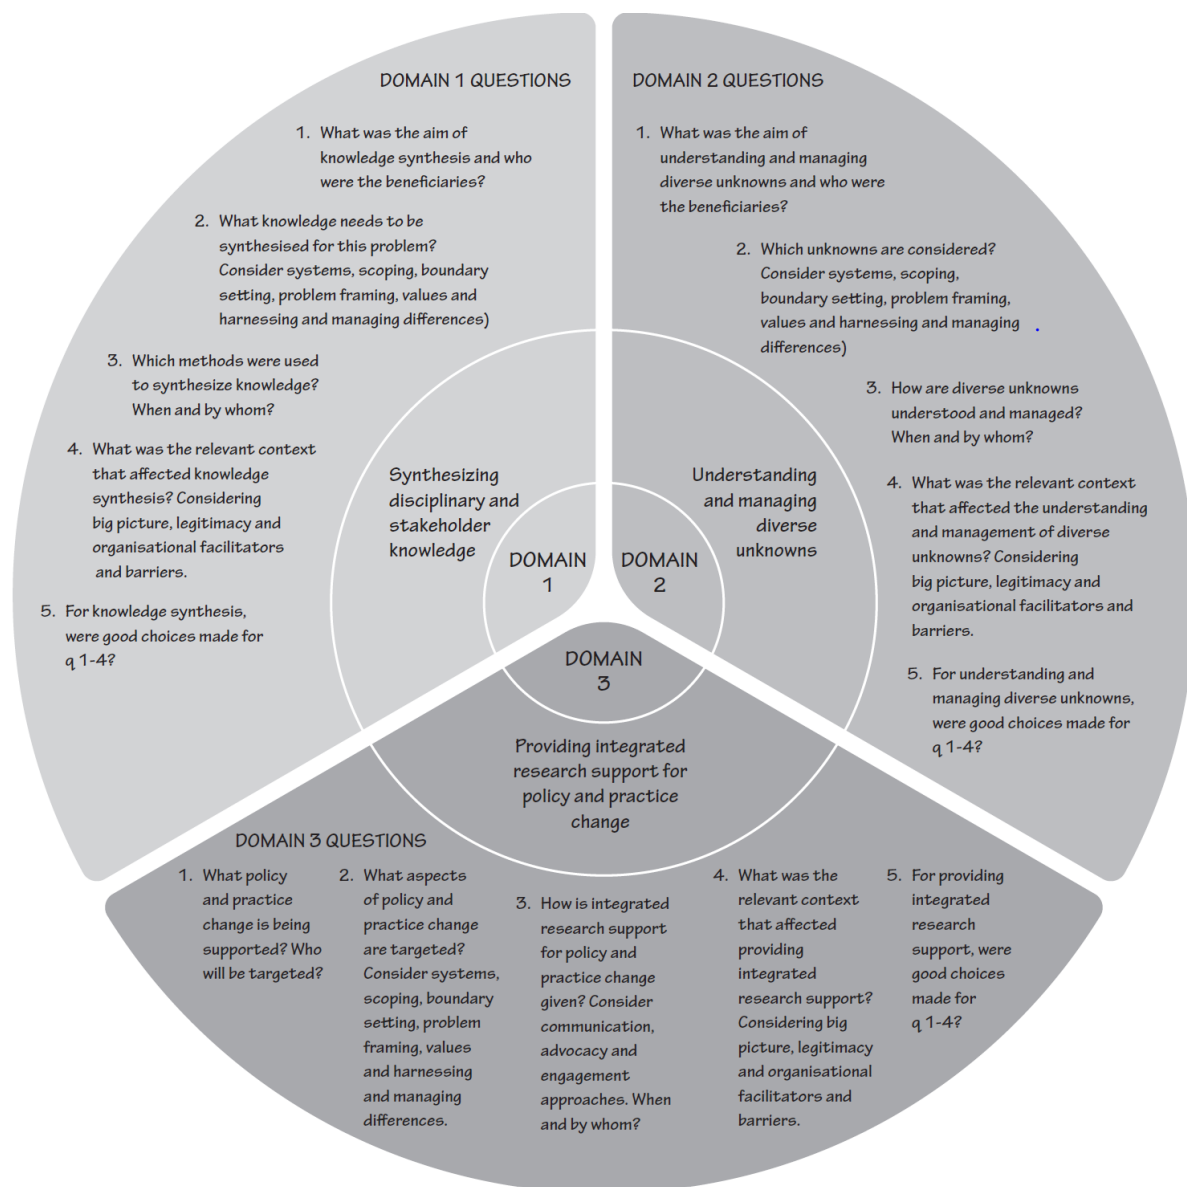 DOMAIN 1 QUESTIONS
1. What was the aim of
knowledge synthesis and who
were the beneficiaries?
2. What knowledge needs to be
synthesised for this problem?
Consider systems, scoping, boundary
setting, problem framing, values and
harnessing and managing differences)
3. Which methods were used
to synthesize knowledge?
When and by whom?
4. What was the relevant context
that affected knowledge
synthesis? Considering
big picture, legitimacy and
organisational facilitators
and barriers.
5. For knowledge synthesis,
were good choices made for
q 1-4?
Synthesizing
disciplinary and
stakeholder
knowledge
DOMAIN
1
DOMAIN 2 QUESTIONS
1. What was the aim of
understanding and managing
diverse unknowns and who were
the beneficiaries?
2. Which unknowns are considered?
Consider systems, scoping,
boundary setting, problem framing,
values and harnessing and managing
differences)
3. How are diverse unknowns
understood and managed?
When and by whom?
4. What was the relevant context
that affected the understanding
and management of diverse
unknowns? Considering
big picture, legitimacy and
organisational facilitators and
barriers.
5. For understanding and
managing diverse unknowns,
were good choices made for
q 1-4?
Understanding
and managing
diverse
unknowns
DOMAIN
2
DOMAIN
3
Providing integrated
research support for
policy and practice
change
DOMAIN 3 QUESTIONS
1. What policy
and practice
change is being
supported? Who
will be targeted?
2. What aspects
of policy and
practice change
are targeted?
Consider systems,
scoping, boundary
setting, problem
framing, values
and harnessing
and managing
differences.
3. How is integrated
research support
for policy and
practice change
given? Consider
communication,
advocacy and
engagement
approaches. When
and by whom?
4. What was the
relevant context
that affected
providing
integrated
research support?
Considering big
picture, legitimacy
and organisational
facilitators and
barriers.
5. For providing
integrated
research
support, were
good choices
made for
q 1-4?